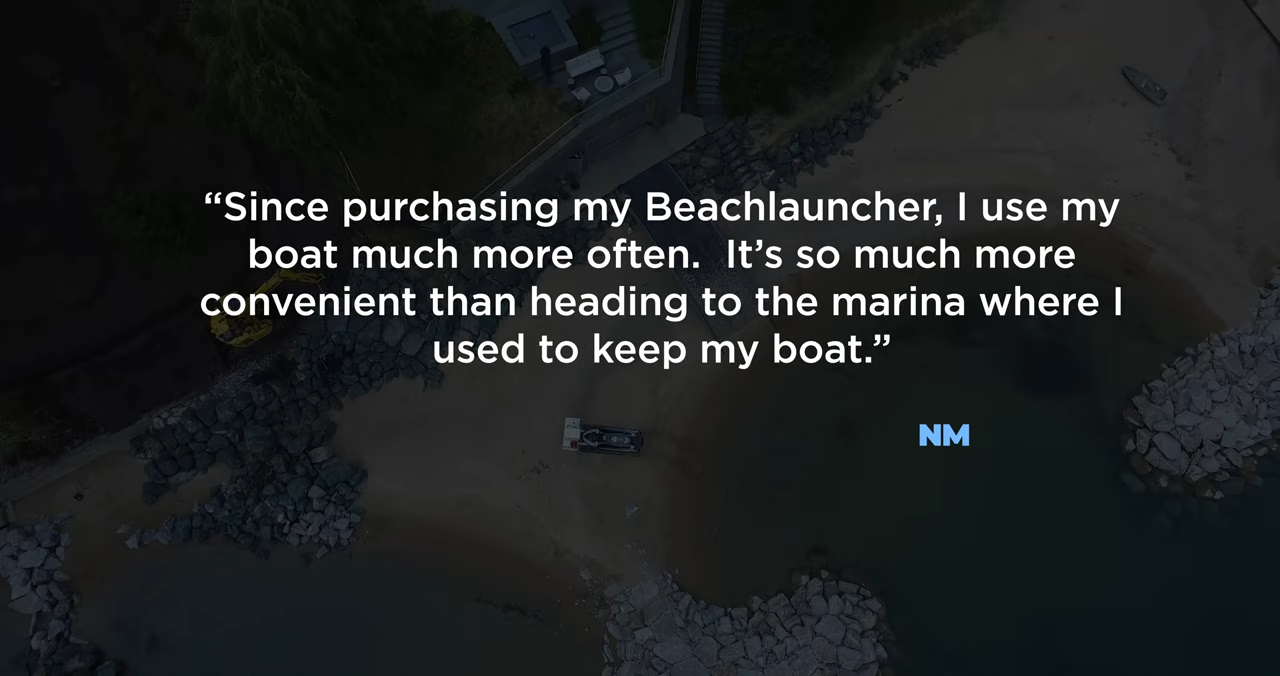 “Since purchasing my Beachlauncher, I use my
boat much more often.  It’s so much more
convenient than heading to the marina where I
used to keep my boat.”
NM